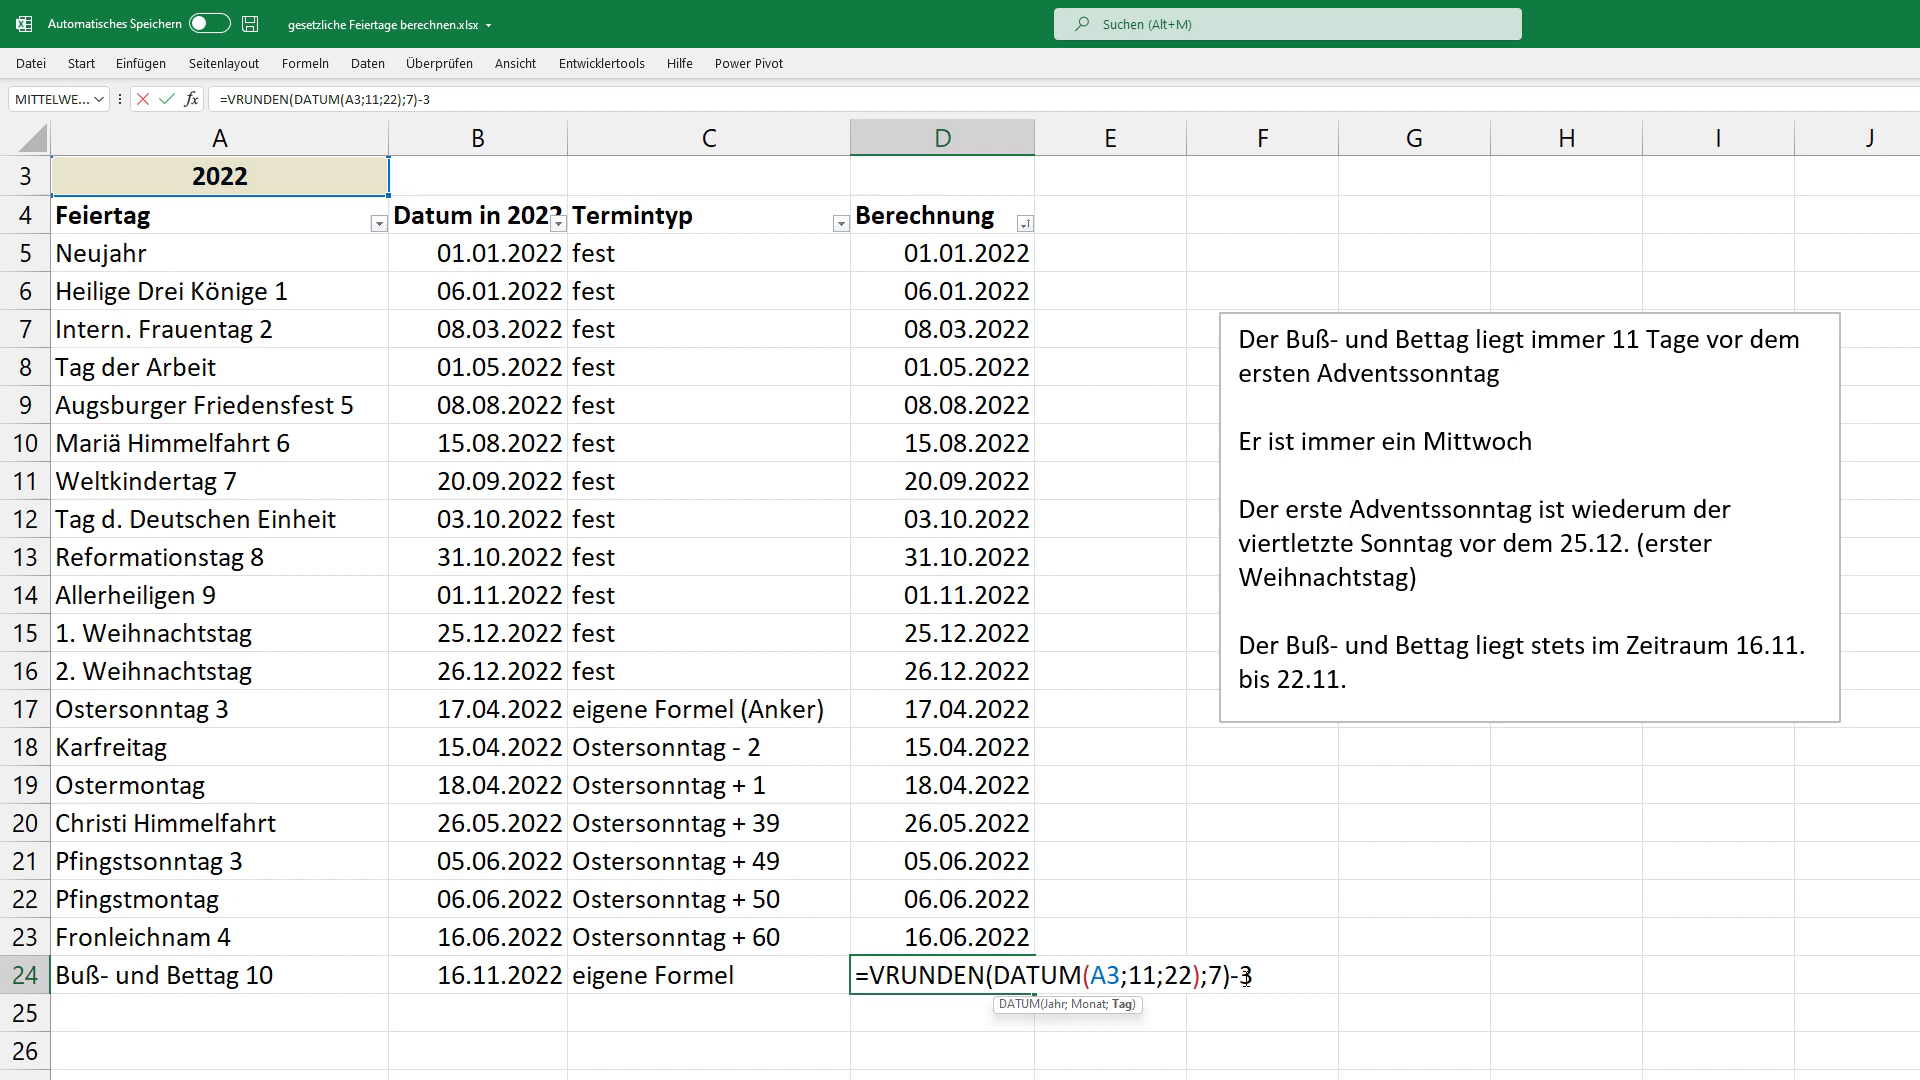 Automatisches Speichern
gesetzliche Feiertage berechnen.xlsx
Suchen (Alt+M)
Datei Start Einfügen Seitenlayout Formeln Daten Überprüfen Ansicht Entwicklertools Hilfe Power Pivot
MITTELWE... fx =VRUNDEN(DATUM(A3;11;22);7)-3
A B C D E F G H I J
3 2022
4 Feiertag Datum in 2022 Termintyp Berechnung
5 Neujahr 01.01.2022 fest 01.01.2022
6 Heilige Drei Könige 1 06.01.2022 fest 06.01.2022
7 Intern. Frauentag 2 08.03.2022 fest 08.03.2022
8 Tag der Arbeit 01.05.2022 fest 01.05.2022
9 Augsburger Friedensfest 5 08.08.2022 fest 08.08.2022
10 Mariä Himmelfahrt 6 15.08.2022 fest 15.08.2022
11 Weltkindertag 7 20.09.2022 fest 20.09.2022
12 Tag d. Deutschen Einheit 03.10.2022 fest 03.10.2022
13 Reformationstag 8 31.10.2022 fest 31.10.2022
14 Allerheiligen 9 01.11.2022 fest 01.11.2022
15 1. Weihnachtstag 25.12.2022 fest 25.12.2022
16 2. Weihnachtstag 26.12.2022 fest 26.12.2022
17 Ostersonntag 3 17.04.2022 eigene Formel (Anker) 17.04.2022
18 Karfreitag 15.04.2022 Ostersonntag - 2 15.04.2022
19 Ostermontag 18.04.2022 Ostersonntag + 1 18.04.2022
20 Christi Himmelfahrt 26.05.2022 Ostersonntag + 39 26.05.2022
21 Pfingstsonntag 3 05.06.2022 Ostersonntag + 49 05.06.2022
22 Pfingstmontag 06.06.2022 Ostersonntag + 50 06.06.2022
23 Fronleichnam 4 16.06.2022 Ostersonntag + 60 16.06.2022
24 Buß- und Bettag 10 16.11.2022 eigene Formel =VRUNDEN(DATUM(A3;11;22);7)-3
DATUM(Jahr; Monat; Tag)
25
26
Der Buß- und Bettag liegt immer 11 Tage vor dem
ersten Adventssonntag
Er ist immer ein Mittwoch
Der erste Adventssonntag ist wiederum der
viertletzte Sonntag vor dem 25.12. (erster
Weihnachtstag)
Der Buß- und Bettag liegt stets im Zeitraum 16.11.
bis 22.11.